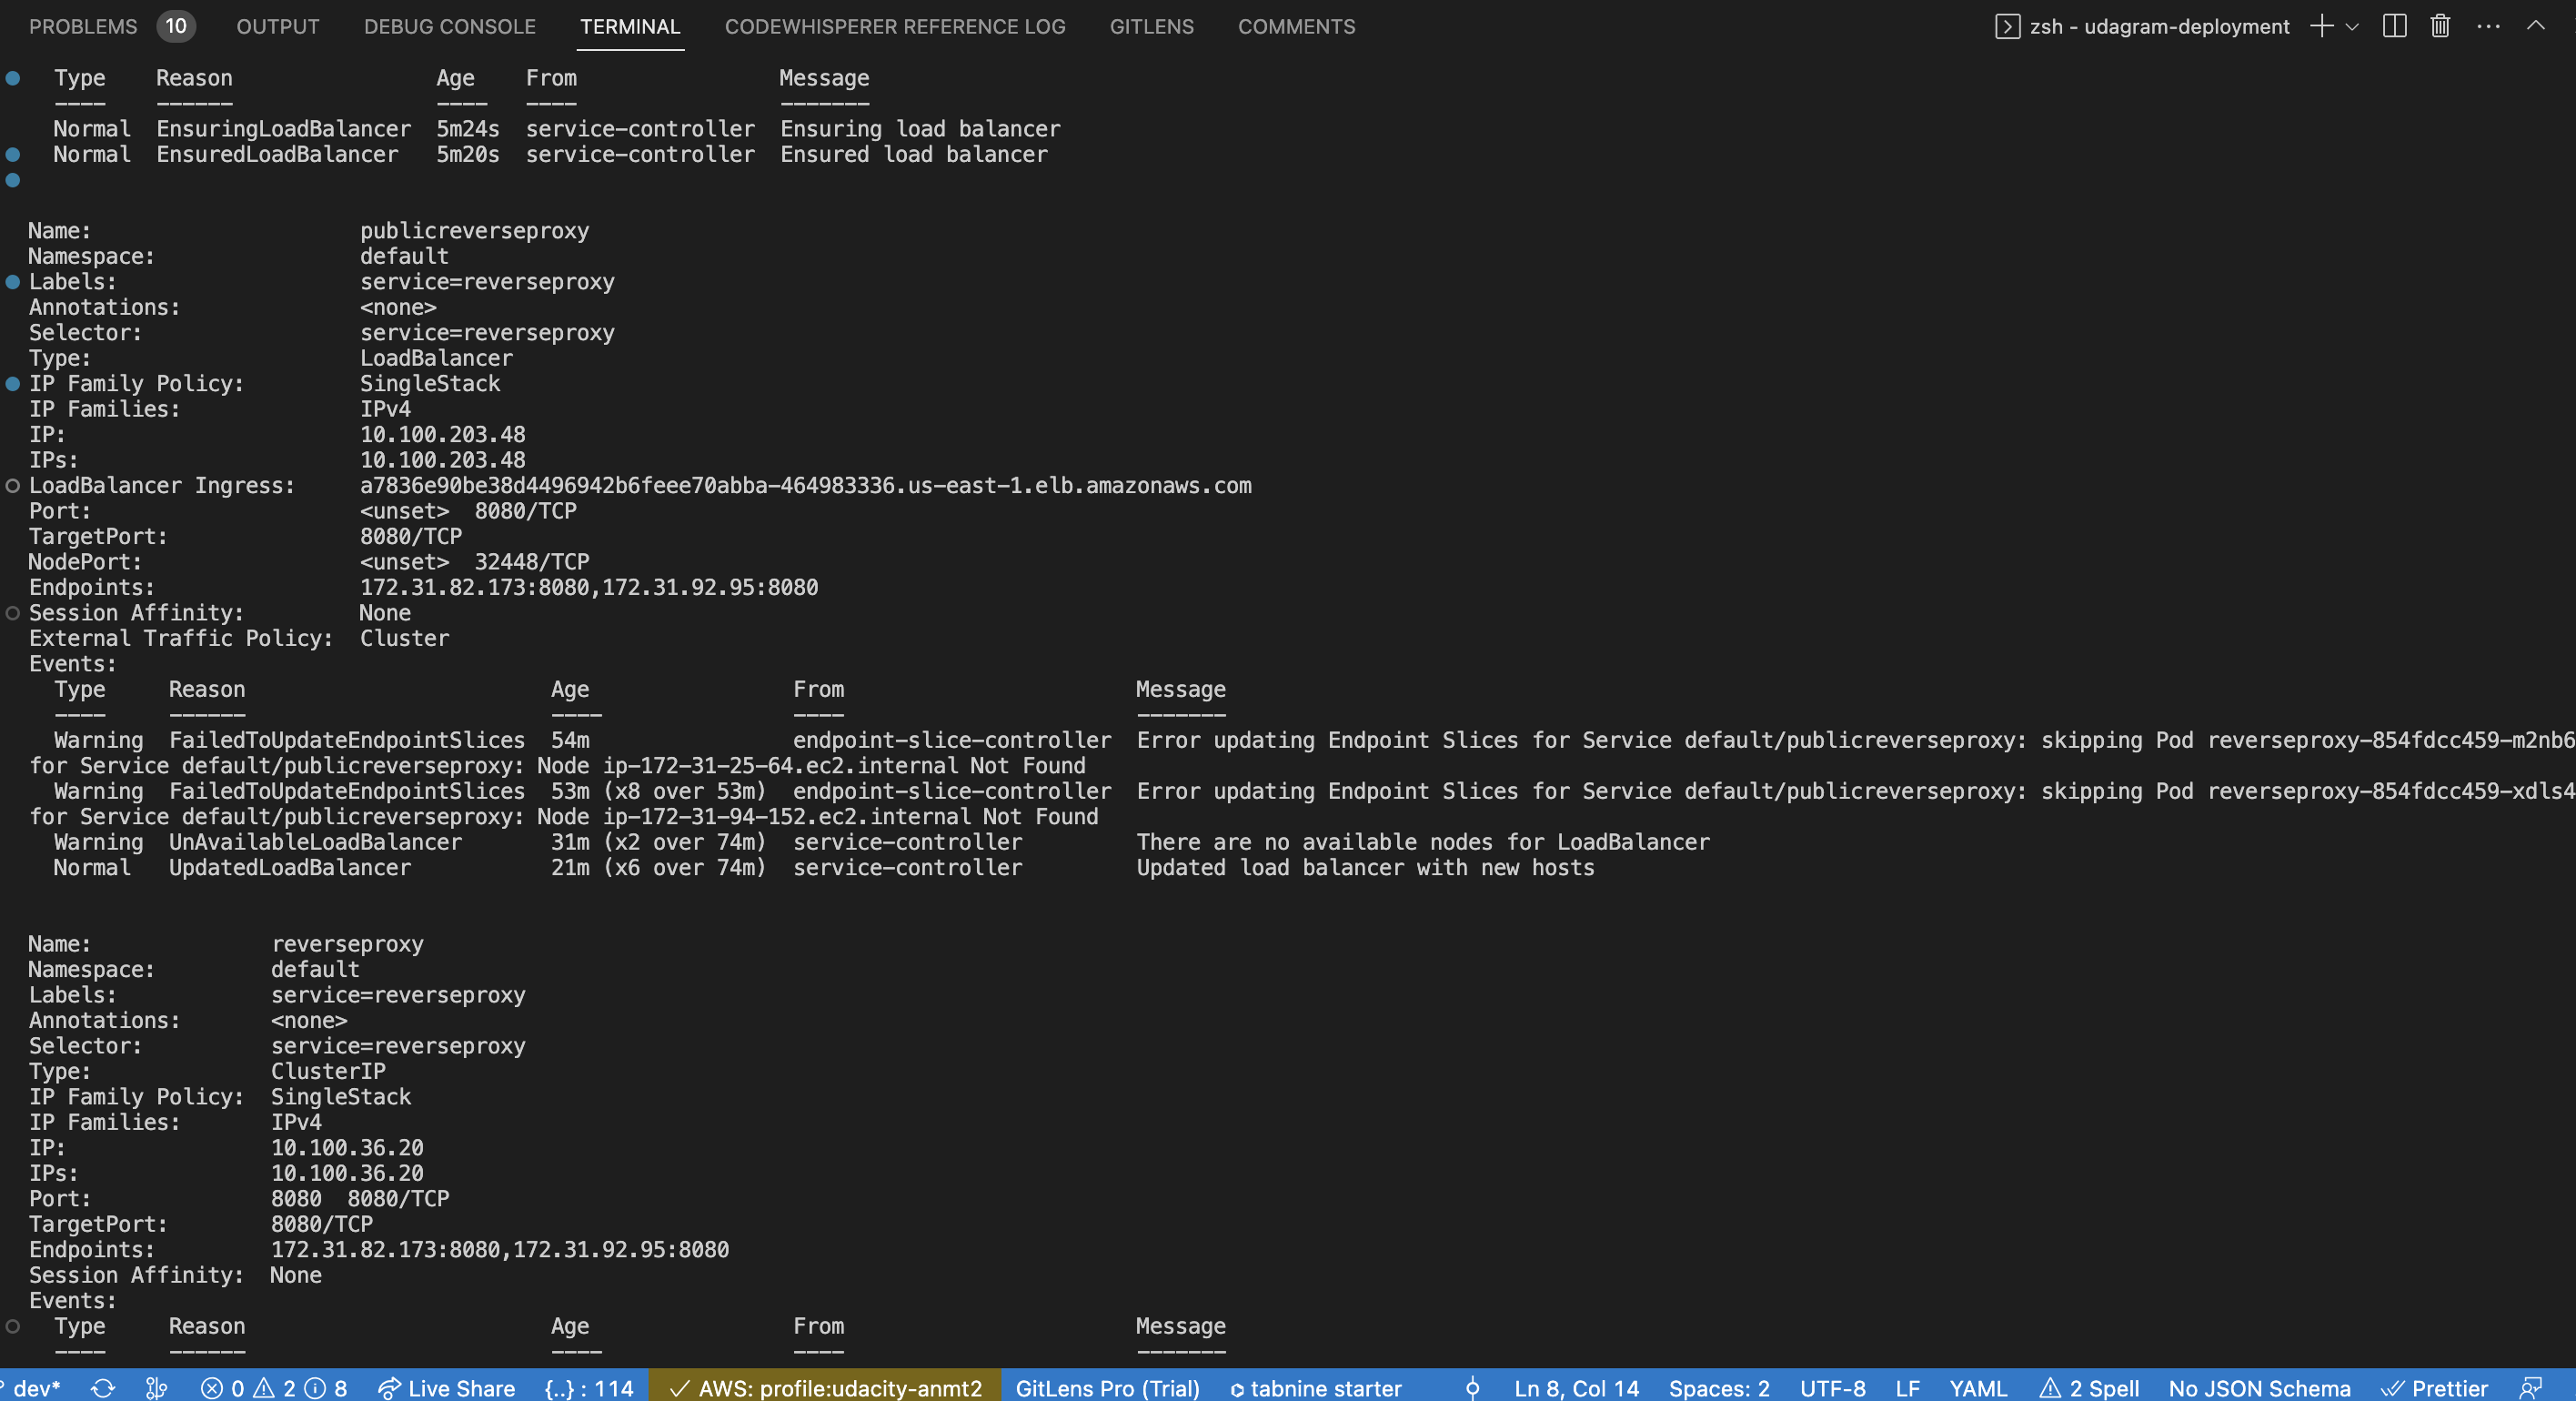 PROBLEMS 10 OUTPUT DEBUG CONSOLE TERMINAL CODEWHISPERER REFERENCE LOG GITLENS COMMENTS zsh - udagram-deployment
Type Reason Age From Message
---- ------ ---- ---- -------
Normal EnsuringLoadBalancer 5m24s service-controller Ensuring load balancer
Normal EnsuredLoadBalancer 5m20s service-controller Ensured load balancer
Name: publicreverseproxy
Namespace: default
Labels: service=reverseproxy
Annotations: <none>
Selector: service=reverseproxy
Type: LoadBalancer
IP Family Policy: SingleStack
IP Families: IPv4
IP: 10.100.203.48
IPs: 10.100.203.48
LoadBalancer Ingress: a7836e90be38d4496942b6feee70abba-464983336.us-east-1.elb.amazonaws.com
Port: <unset> 8080/TCP
TargetPort: 8080/TCP
NodePort: <unset> 32448/TCP
Endpoints: 172.31.82.173:8080,172.31.92.95:8080
Session Affinity: None
External Traffic Policy: Cluster
Events:
Type Reason Age From Message
---- ------ ---- ---- -------
Warning FailedToUpdateEndpointSlices 54m endpoint-slice-controller Error updating Endpoint Slices for Service default/publicreverseproxy: skipping Pod reverseproxy-854fdcc459-m2nb6
for Service default/publicreverseproxy: Node ip-172-31-25-64.ec2.internal Not Found
Warning FailedToUpdateEndpointSlices 53m (x8 over 53m) endpoint-slice-controller Error updating Endpoint Slices for Service default/publicreverseproxy: skipping Pod reverseproxy-854fdcc459-xdls4
for Service default/publicreverseproxy: Node ip-172-31-94-152.ec2.internal Not Found
Warning UnAvailableLoadBalancer 31m (x2 over 74m) service-controller There are no available nodes for LoadBalancer
Normal UpdatedLoadBalancer 21m (x6 over 74m) service-controller Updated load balancer with new hosts
Name: reverseproxy
Namespace: default
Labels: service=reverseproxy
Annotations: <none>
Selector: service=reverseproxy
Type: ClusterIP
IP Family Policy: SingleStack
IP Families: IPv4
IP: 10.100.36.20
IPs: 10.100.36.20
Port: 8080 8080/TCP
TargetPort: 8080/TCP
Endpoints: 172.31.82.173:8080,172.31.92.95:8080
Session Affinity: None
Events:
Type Reason Age From Message
---- ------ ---- ---- -------
dev* 0 2 8 Live Share {..} : 114 AWS: profile:udacity-anmt2 GitLens Pro (Trial) tabnine starter Ln 8, Col 14 Spaces: 2 UTF-8 LF YAML 2 Spell No JSON Schema Prettier